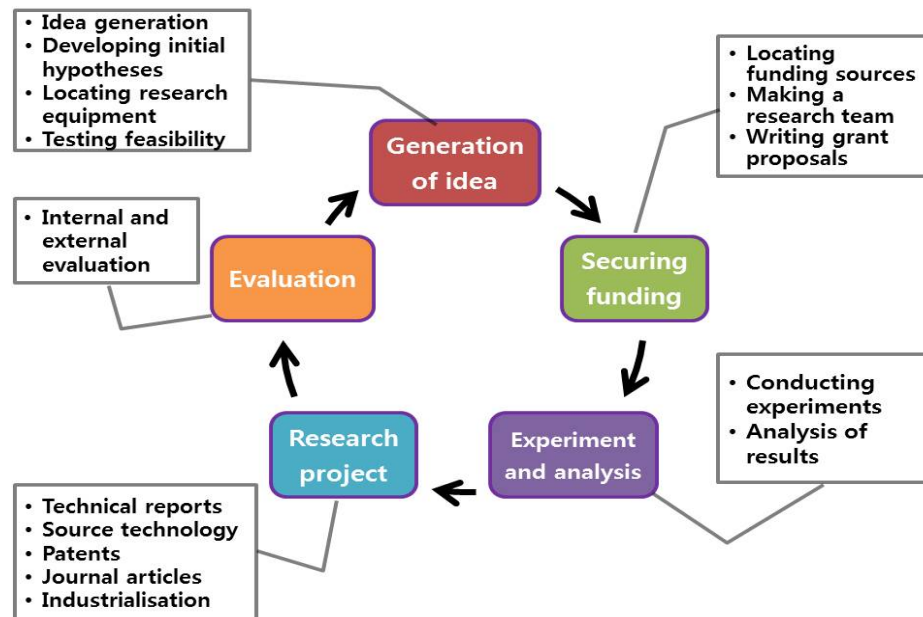 • Idea generation
• Developing initial
hypotheses
• Locating research
equipment
• Testing feasibility
Generation
of idea
• Locating
funding sources
• Making a
research team
• Writing grant
proposals
Securing
funding
• Conducting
experiments
• Analysis of
results
Experiment
and analysis
Research
project
• Technical reports
• Source technology
• Patents
• Journal articles
• Industrialisation
Evaluation
• Internal and
external
evaluation